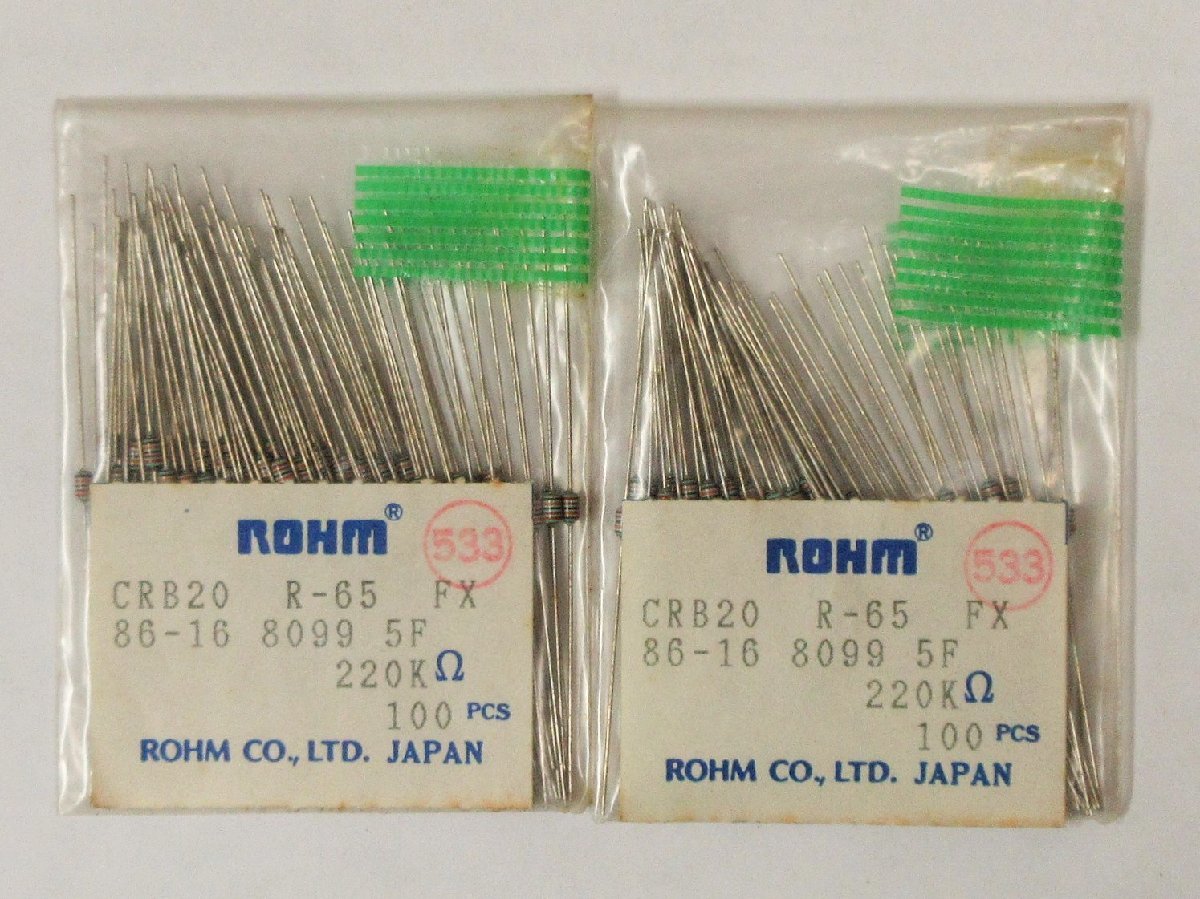 ROHM®
533
CRB20 R-65 FX
86-16 8099 5F
220KΩ
100 PCS
ROHM CO., LTD. JAPAN
ROHM®
533
CRB20 R-65 FX
86-16 8099 5F
220KΩ
100 PCS
ROHM CO., LTD. JAPAN